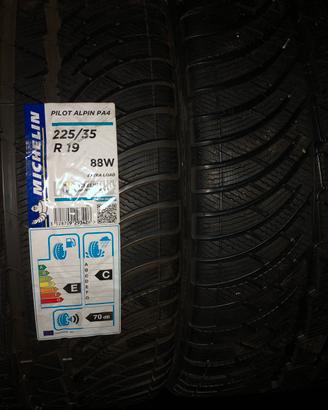 MICHELIN
PILOT ALPIN PA4
225/35
R 19
88W
EXTRA LOAD
A
B
C
D
E
F
G
E
C
70 dB